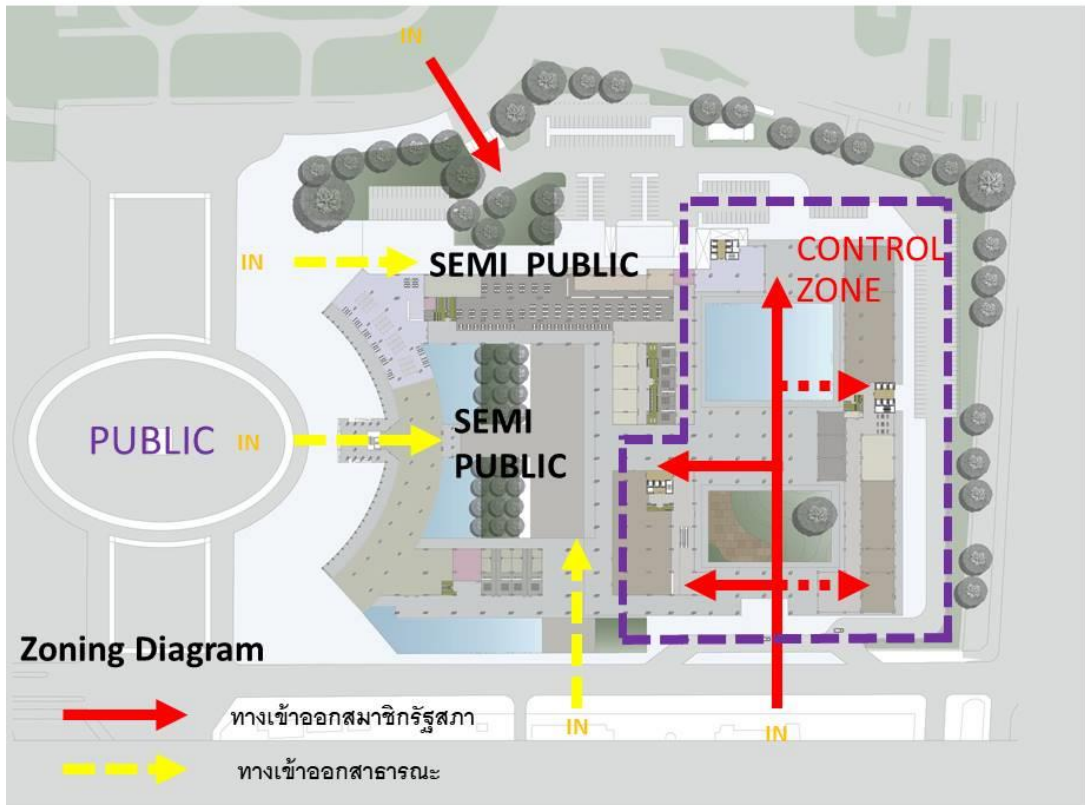 IN
IN
SEMI PUBLIC
CONTROL
ZONE
PUBLIC
IN
SEMI
PUBLIC
Zoning Diagram
ทางเข้าออกสมาชิกรัฐสภา
ทางเข้าออกสาธารณะ
IN
IN